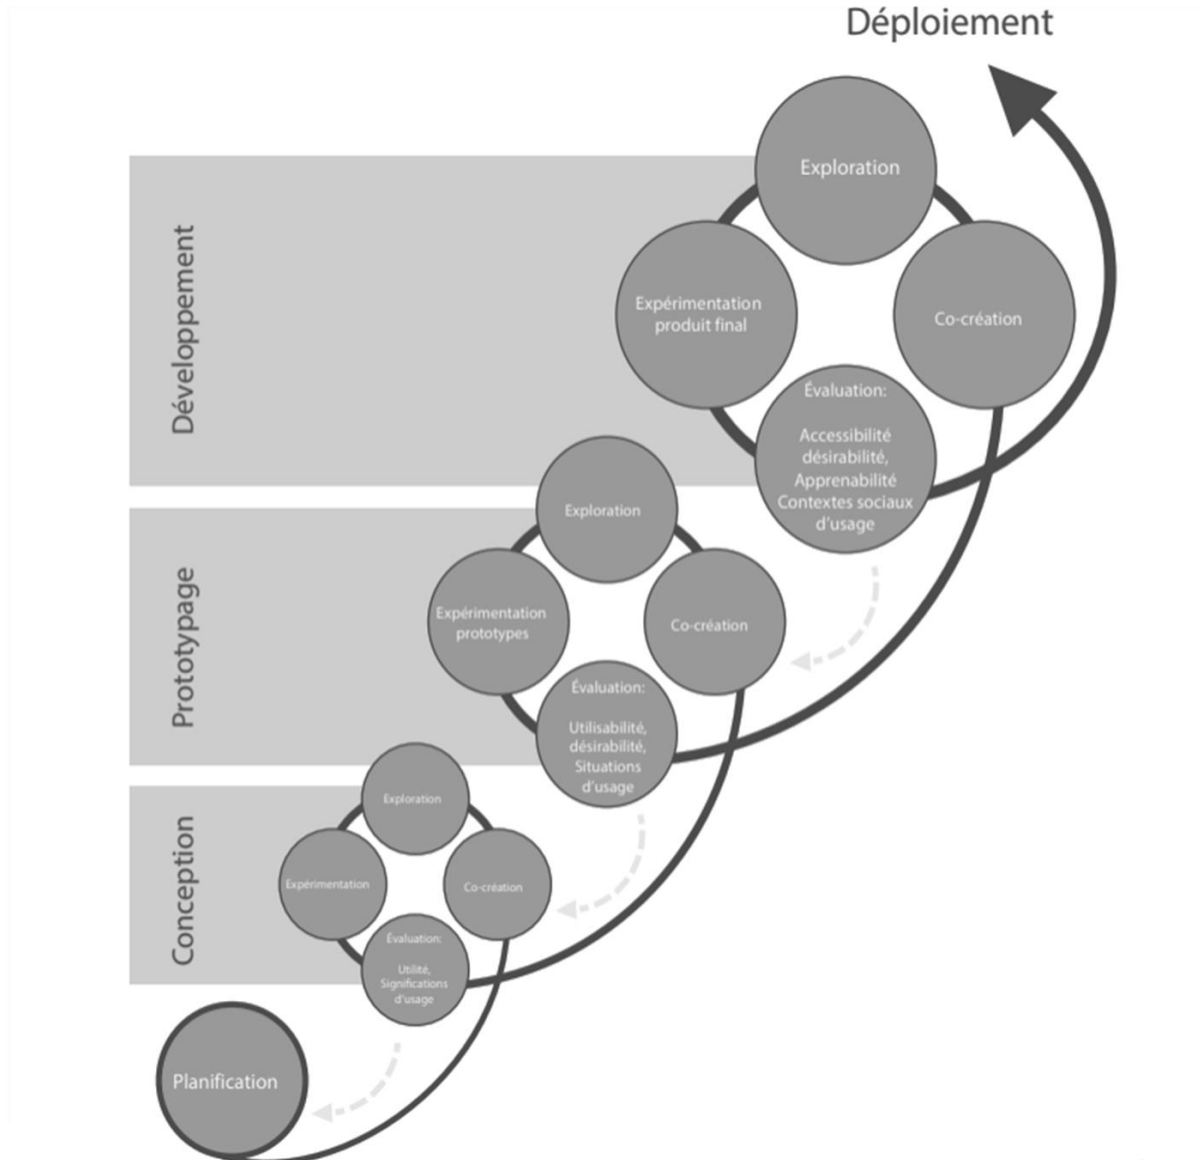 Déploiement
Développement
Exploration
Expérimentation
produit final
Co-création
Évaluation:
Accessibilité
désirabilité,
Apprenabilité
Contextes sociaux
d'usage
Prototypage
Exploration
Expérimentation
prototypes
Co-création
Évaluation:
Utilisabilité,
désirabilité,
Situations
d'usage
Conception
Exploration
Expérimentation
Co-création
Évaluation:
Utilité,
Significations
d'usage
Planification